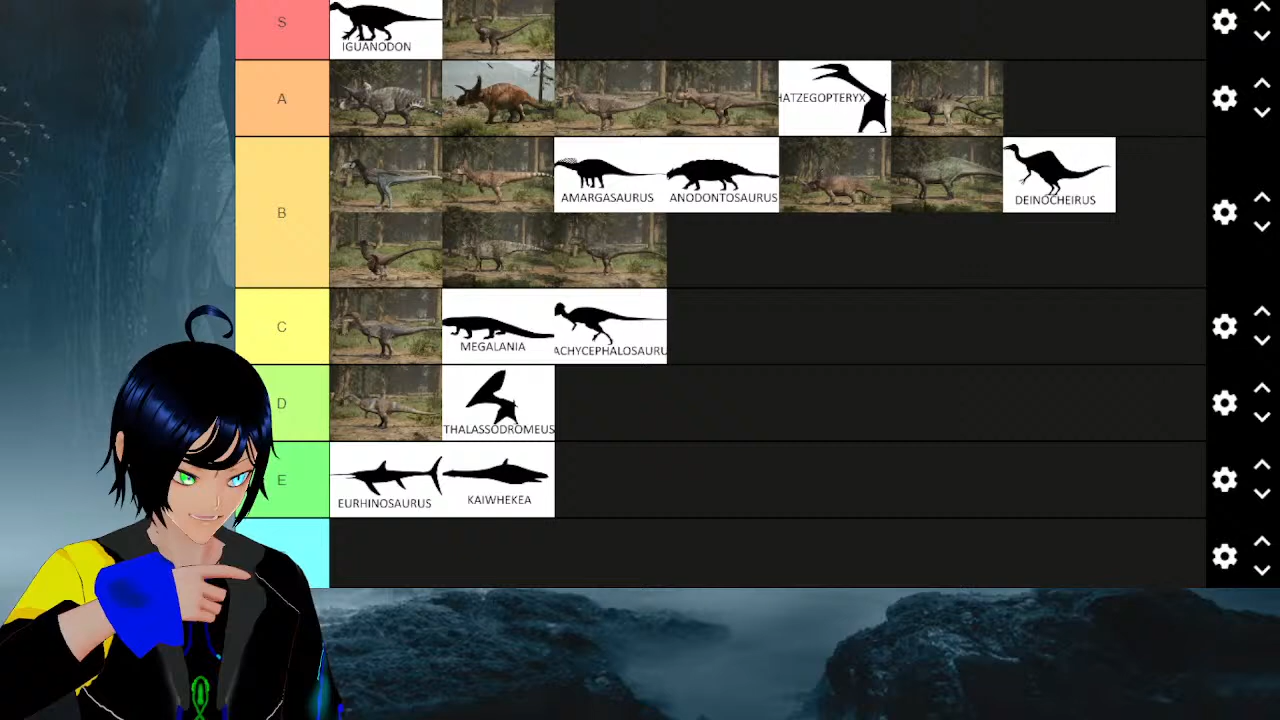 S
IGUANODON
A
HATZEGOPTERYX
B
AMARGASAURUS
ANODONTOSAURUS
DEINOCHEIRUS
C
MEGALANIA
ACHYCEPHALOSAURU
D
THALASSODROMEUS
E
EURHINOSAURUS
KAIWHEKEA